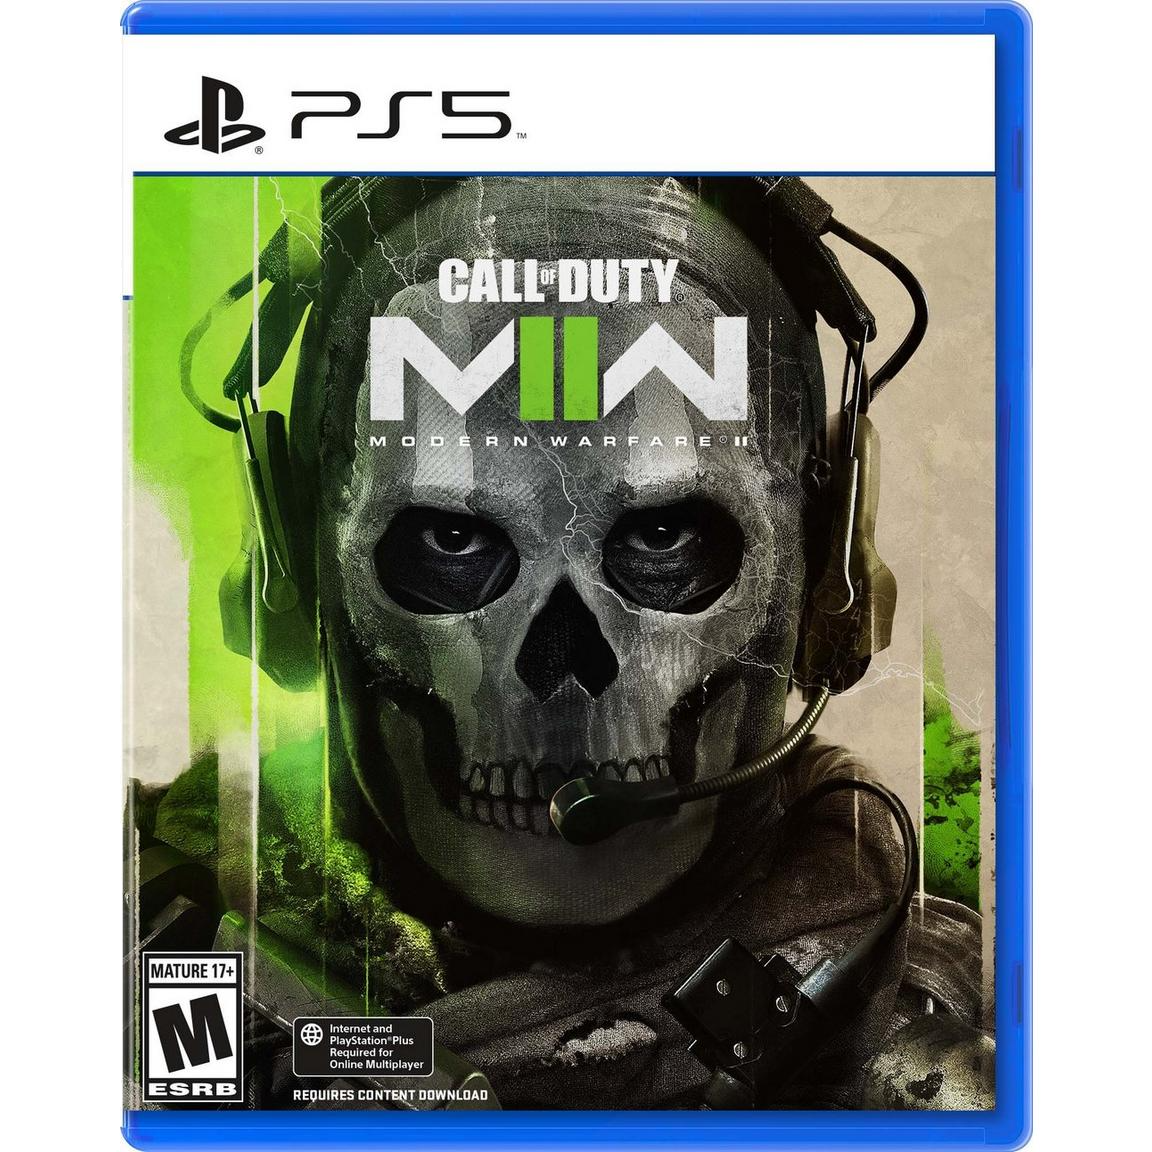 PS5™
CALL OF DUTY®
MIIW
MODERN WARFARE® II
MATURE 17+
M
ESRB
Internet and
PlayStation®Plus
Required for
Online Multiplayer
REQUIRES CONTENT DOWNLOAD